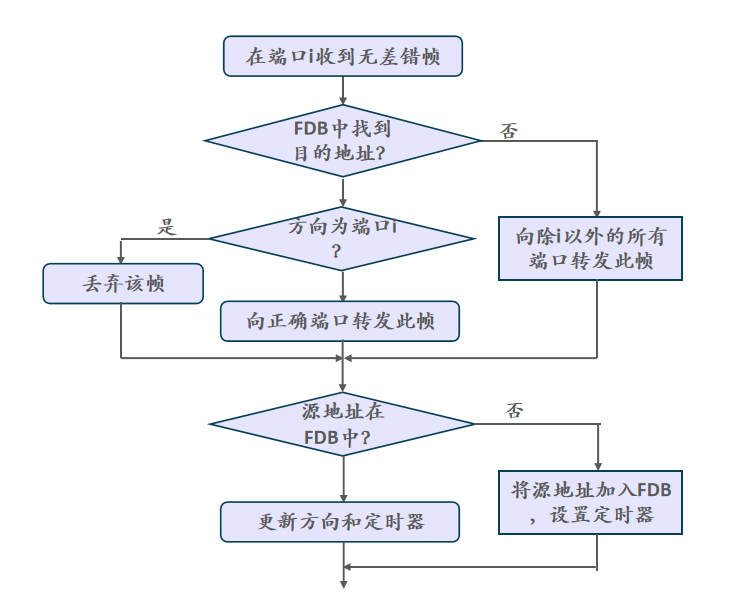 在端口i收到无差错帧
FDB中找到
目的地址?
否
是
方向为端口i
?
向除i以外的所有
端口转发此帧
丢弃该帧
向正确端口转发此帧
源地址在
FDB中?
否
更新方向和定时器
将源地址加入FDB
，设置定时器